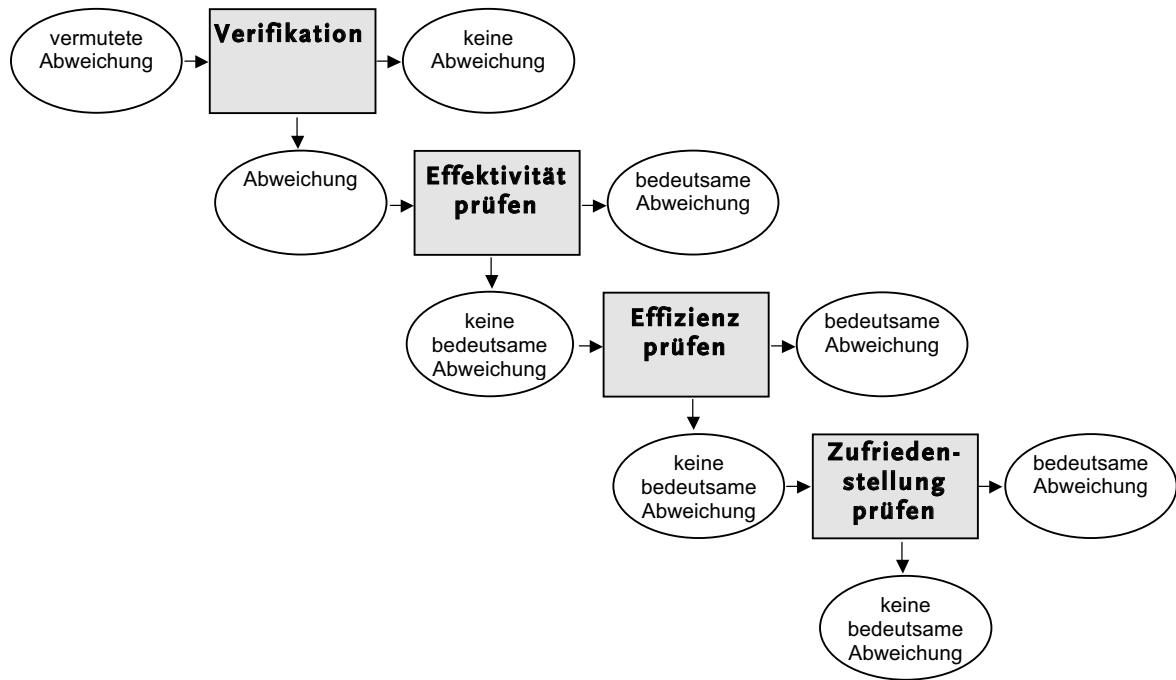 vermutete
Abweichung
Verifikation
keine
Abweichung
Abweichung
Effektivität
prüfen
bedeutsame
Abweichung
keine
bedeutsame
Abweichung
Effizienz
prüfen
bedeutsame
Abweichung
keine
bedeutsame
Abweichung
Zufrieden-
stellung
prüfen
bedeutsame
Abweichung
keine
bedeutsame
Abweichung